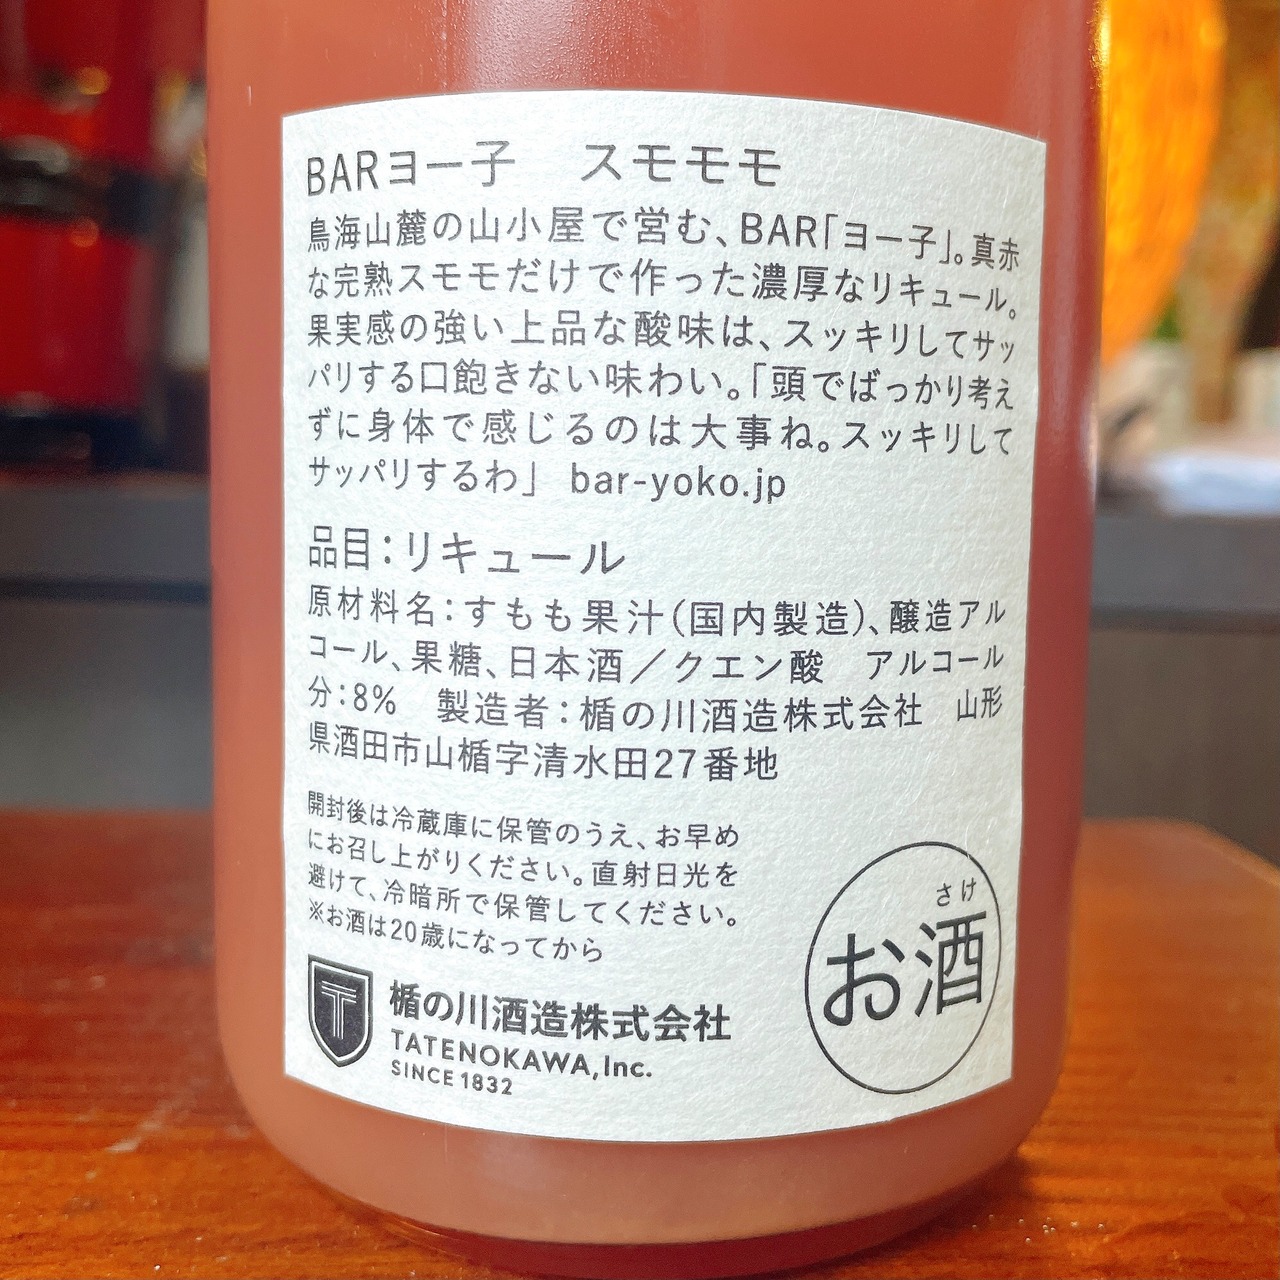 BARヨー子　スモモモ
鳥海山麓の山小屋で営む、BAR「ヨー子」。真赤
な完熟スモモだけで作った濃厚なリキュール。
果実感の強い上品な酸味は、スッキリしてサッ
パリする口飽きない味わい。「頭でばっかり考え
ずに身体で感じるのは大事ね。スッキリして
サッパリするわ」 bar-yoko.jp
品目：リキュール
原材料名：すもも果汁（国内製造）、醸造アル
コール、果糖、日本酒／クエン酸　アルコール
分：8%　製造者：楯の川酒造株式会社　山形
県酒田市山楯字清水田27番地
開封後は冷蔵庫に保管のうえ、お早め
にお召し上がりください。直射日光を
避けて、冷暗所で保管してください。
※お酒は20歳になってから
さけ
お酒
T
楯の川酒造株式会社
TATENOKAWA,Inc.
SINCE 1832